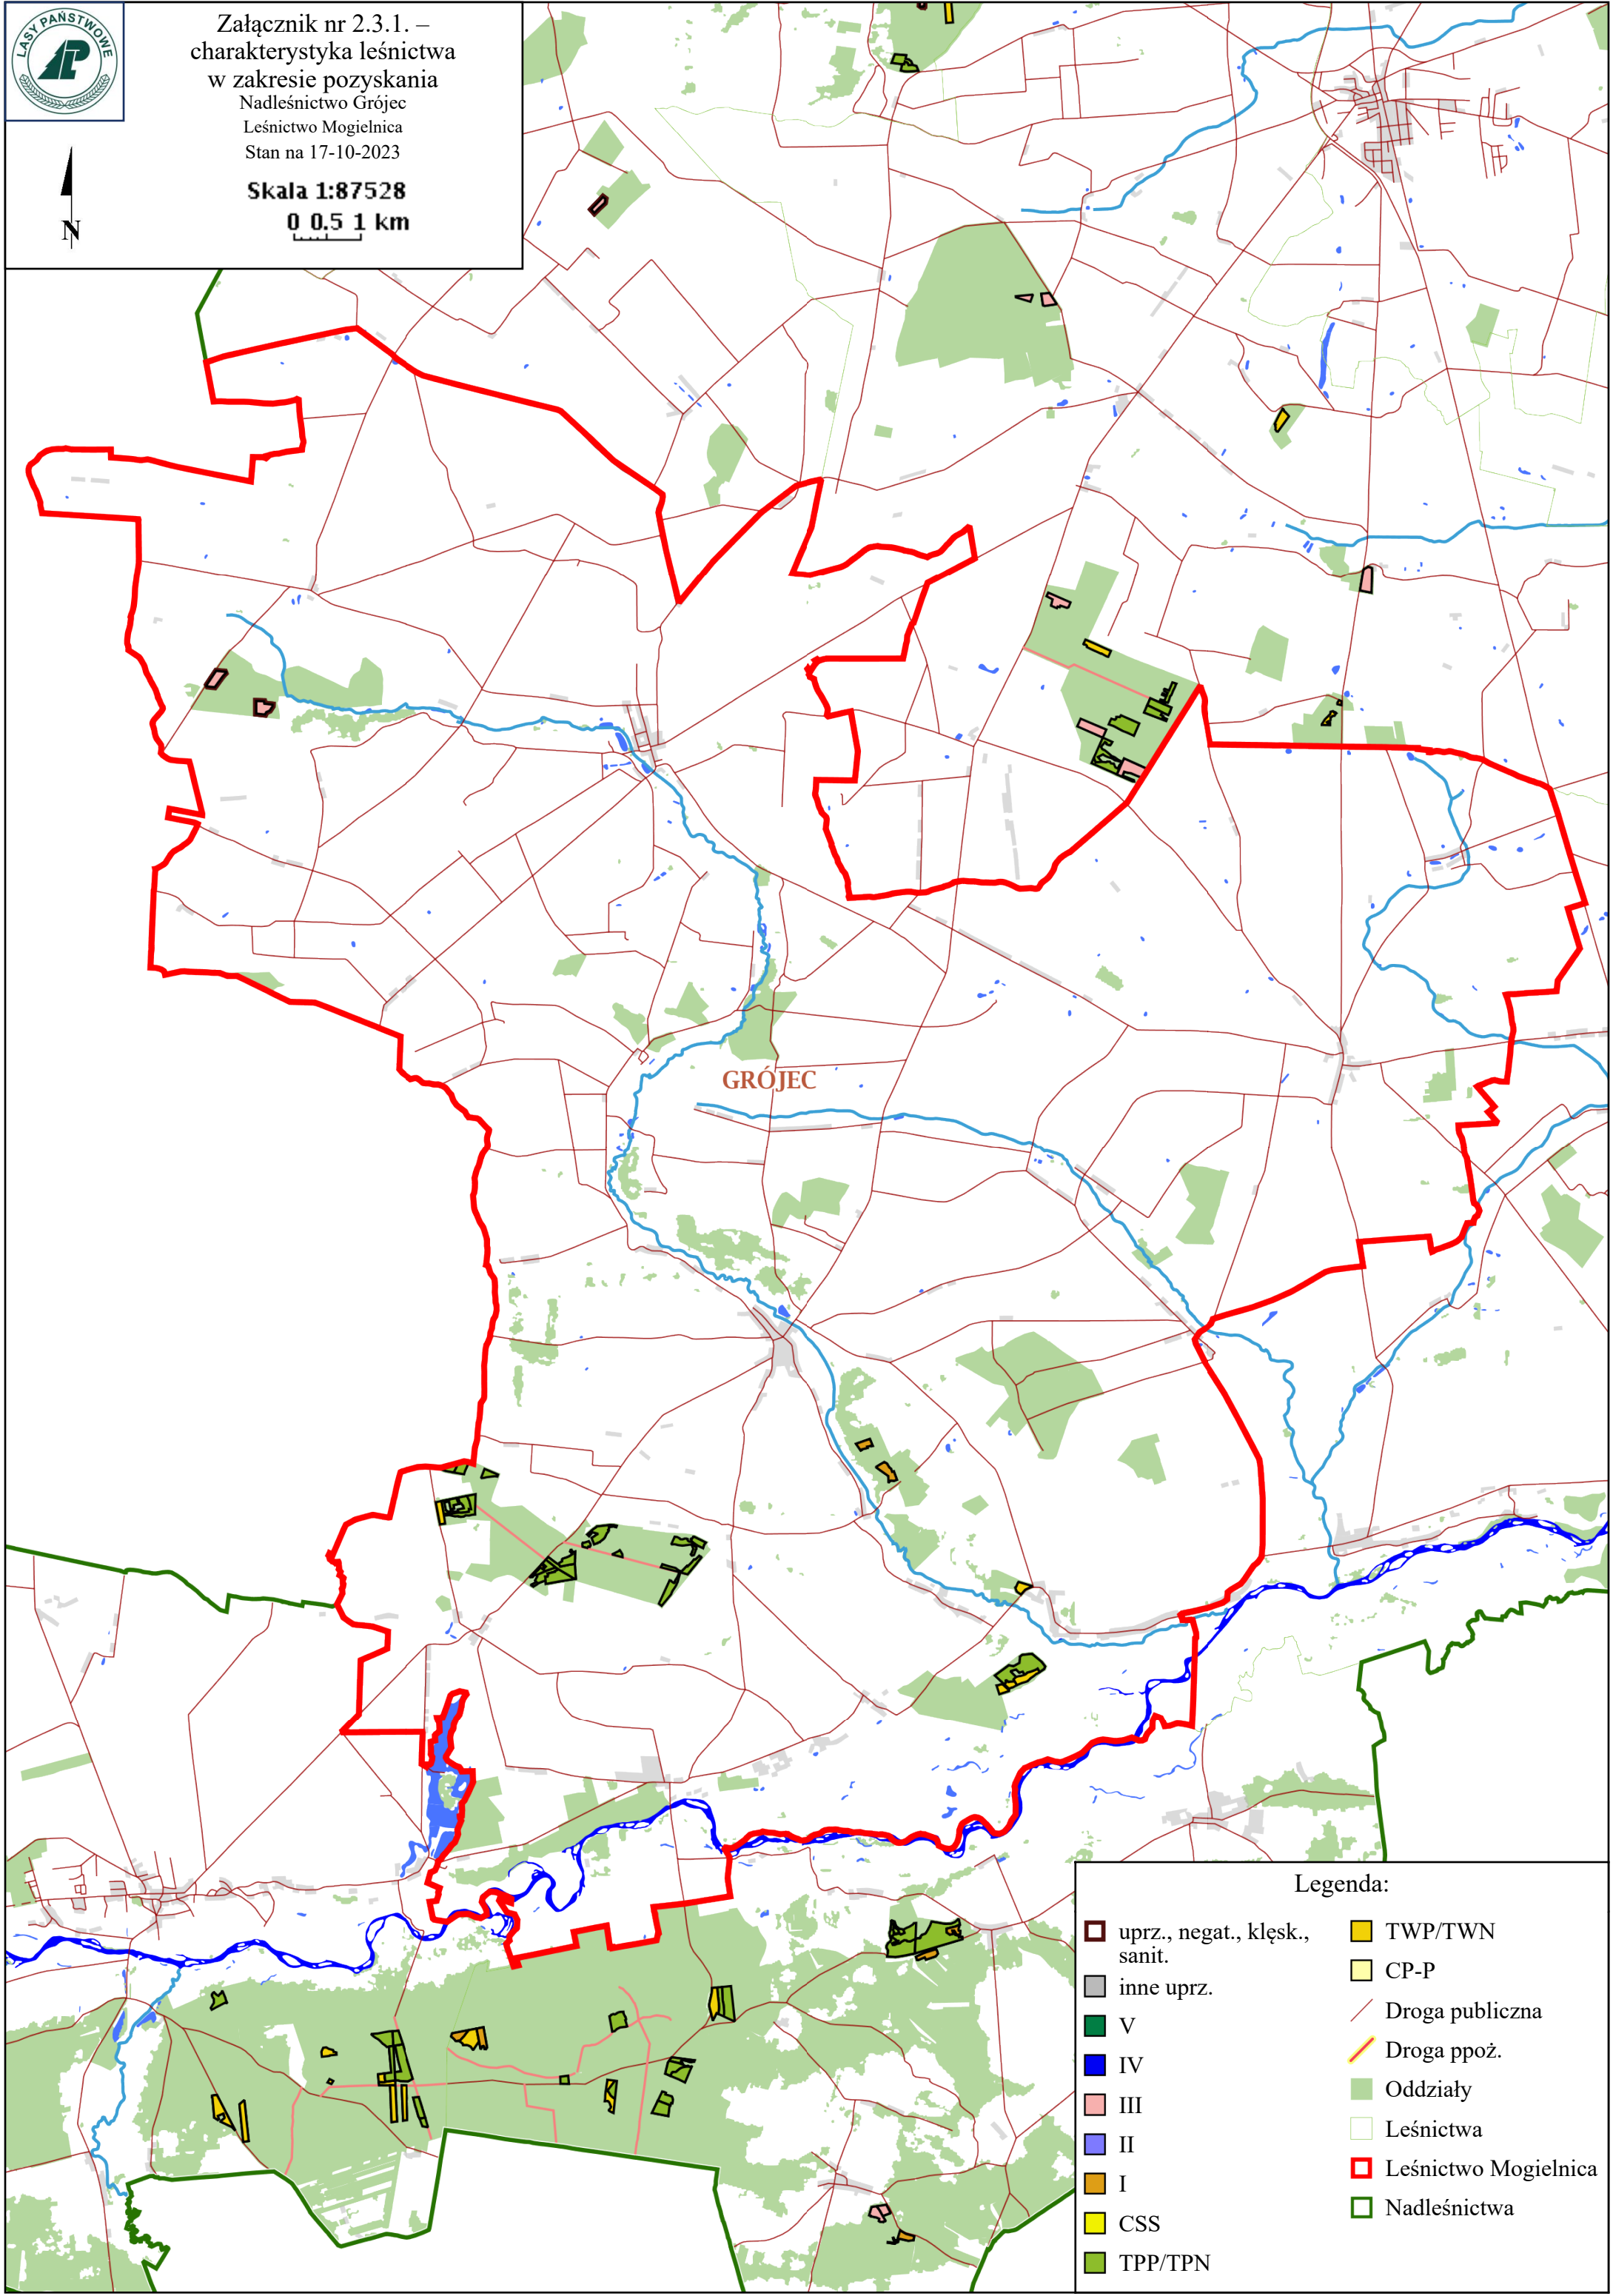 LASY PAŃSTWOWE
Załącznik nr 2.3.1. –
charakterystyka leśnictwa
w zakresie pozyskania
Nadleśnictwo Grójec
Leśnictwo Mogielnica
Stan na 17-10-2023
Skala 1:87528
0 0.5 1 km
N
GRÓJEC
Legenda:
uprz., negat., klęsk.,
sanit.
inne uprz.
V
IV
III
II
I
CSS
TPP/TPN
TWP/TWN
CP-P
Droga publiczna
Droga ppoż.
Oddziały
Leśnictwa
Leśnictwo Mogielnica
Nadleśnictwa